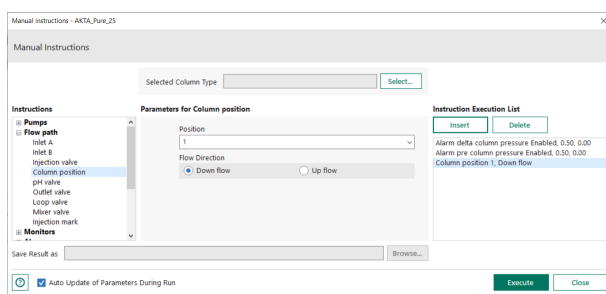 Manual instructions - AKTA_Pure_25
Manual Instructions
Selected Column Type
Select...
Instructions
Pumps
Flow path
Inlet A
Inlet B
Injection valve
Column position
pH valve
Outlet valve
Loop valve
Mixer valve
Injection mark
Monitors
Parameters for Column position
Position
1
Flow Direction
Down flow Up flow
Instruction Execution List
Insert Delete
Alarm delta column pressure Enabled, 0.50, 0.00
Alarm pre column pressure Enabled, 0.50, 0.00
Column position 1, Down flow
Save Result as Browse...
Auto Update of Parameters During Run
Execute Close